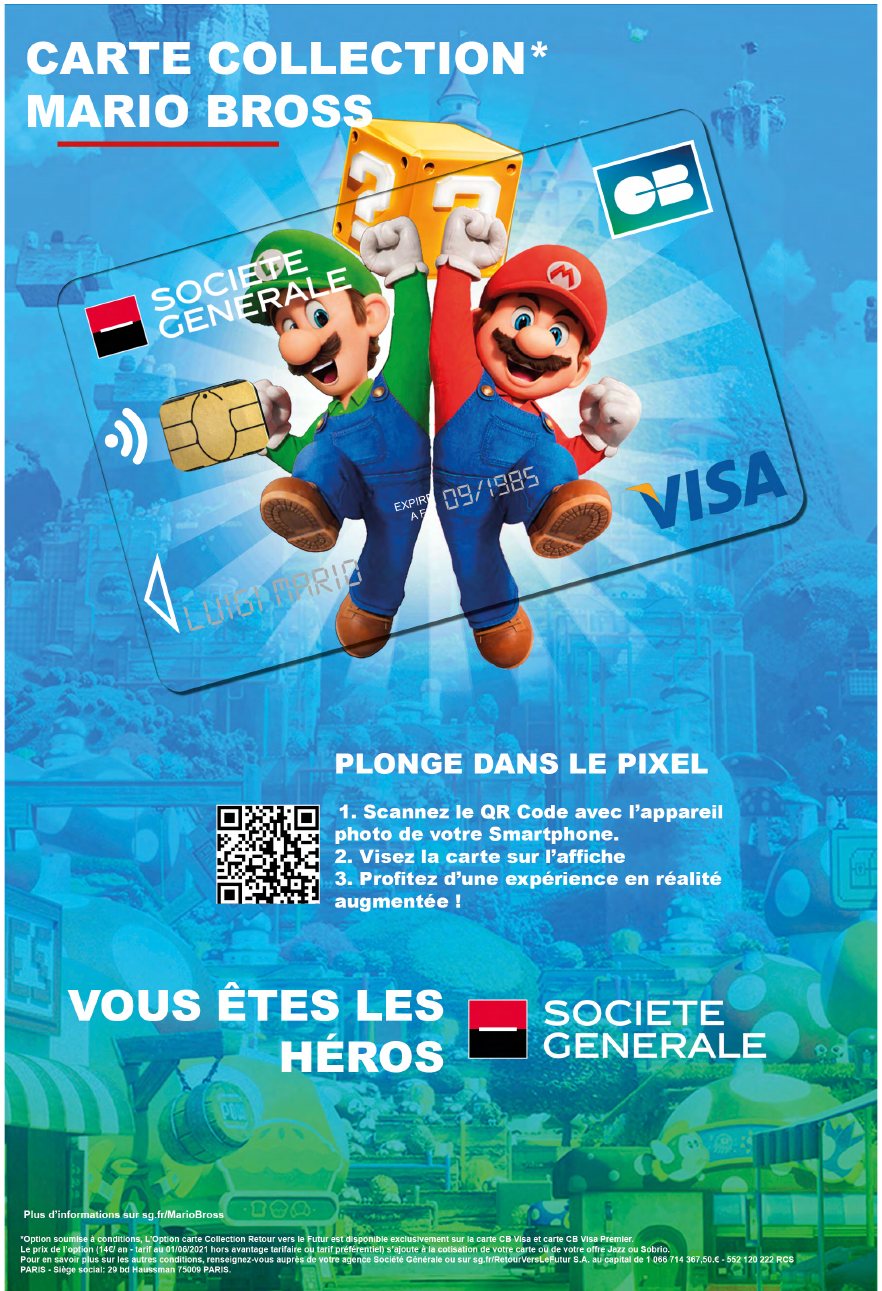 CARTE COLLECTION*
MARIO BROSS
? ?
CB
SOCIETE
GENERALE
M
EXPIRE
A F
09/1985
VISA
LUIGI MARIO
PLONGE DANS LE PIXEL
1. Scannez le QR Code avec l’appareil
photo de votre Smartphone.
2. Visez la carte sur l’affiche
3. Profitez d’une expérience en réalité
augmentée !
VOUS ÊTES LES
HÉROS
SOCIETE
GENERALE
Plus d’informations sur sg.fr/MarioBross
*Option soumise à conditions, L’Option carte Collection Retour vers le Futur est disponible exclusivement sur la carte CB Visa et carte CB Visa Premier.
Le prix de l’option (14€/ an - tarif au 01/06/2021 hors avantage tarifaire ou tarif préférentiel) s’ajoute à la cotisation de votre carte où de votre offre Jazz ou Sobrio.
Pour en savoir plus sur les autres conditions, renseignez-vous auprès de votre agence Société Générale ou sur sg.fr/RetourVersLeFutur S.A. au capital de 1 066 714 367,50.€ - 552 120 222 RCS
PARIS - Siège social: 29 bd Haussman 75009 PARIS.